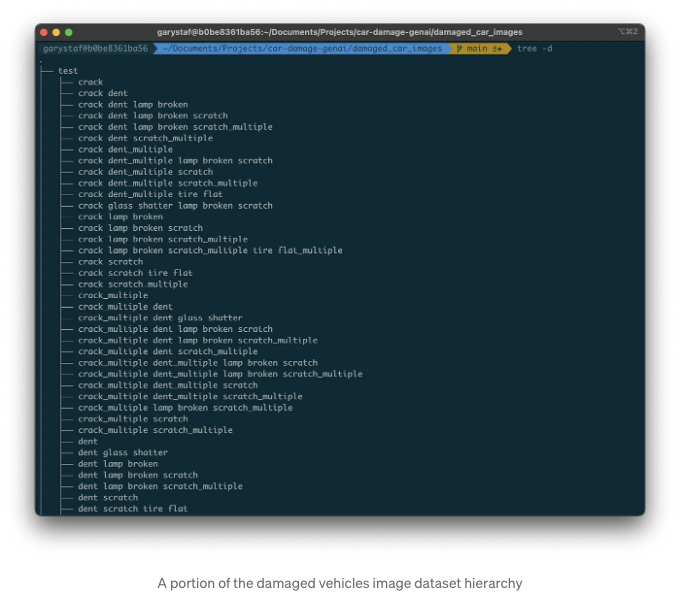 garystaf@b0be8361ba56:~/Documents/Projects/car-damage-genai/damaged_car_images ⌥⌘2
garystaf@b0be8361ba56 ~/Documents/Projects/car-damage-genai/damaged_car_images main ±✦ tree -d
.
├── test
├── crack
├── crack dent
├── crack dent lamp broken
├── crack dent lamp broken scratch
├── crack dent lamp broken scratch_multiple
├── crack dent scratch_multiple
├── crack dent_multiple
├── crack dent_multiple lamp broken scratch
├── crack dent_multiple scratch
├── crack dent_multiple scratch_multiple
├── crack dent_multiple tire flat
├── crack glass shatter lamp broken scratch
├── crack lamp broken
├── crack lamp broken scratch
├── crack lamp broken scratch_multiple
├── crack lamp broken scratch_multiple tire flat_multiple
├── crack scratch
├── crack scratch tire flat
├── crack scratch_multiple
├── crack_multiple
├── crack_multiple dent
├── crack_multiple dent glass shatter
├── crack_multiple dent lamp broken scratch
├── crack_multiple dent lamp broken scratch_multiple
├── crack_multiple dent scratch_multiple
├── crack_multiple dent_multiple lamp broken scratch
├── crack_multiple dent_multiple lamp broken scratch_multiple
├── crack_multiple dent_multiple scratch
├── crack_multiple dent_multiple scratch_multiple
├── crack_multiple lamp broken scratch_multiple
├── crack_multiple scratch
├── crack_multiple scratch_multiple
├── dent
├── dent glass shatter
├── dent lamp broken
├── dent lamp broken scratch
├── dent lamp broken scratch_multiple
├── dent scratch
├── dent scratch tire flat
A portion of the damaged vehicles image dataset hierarchy